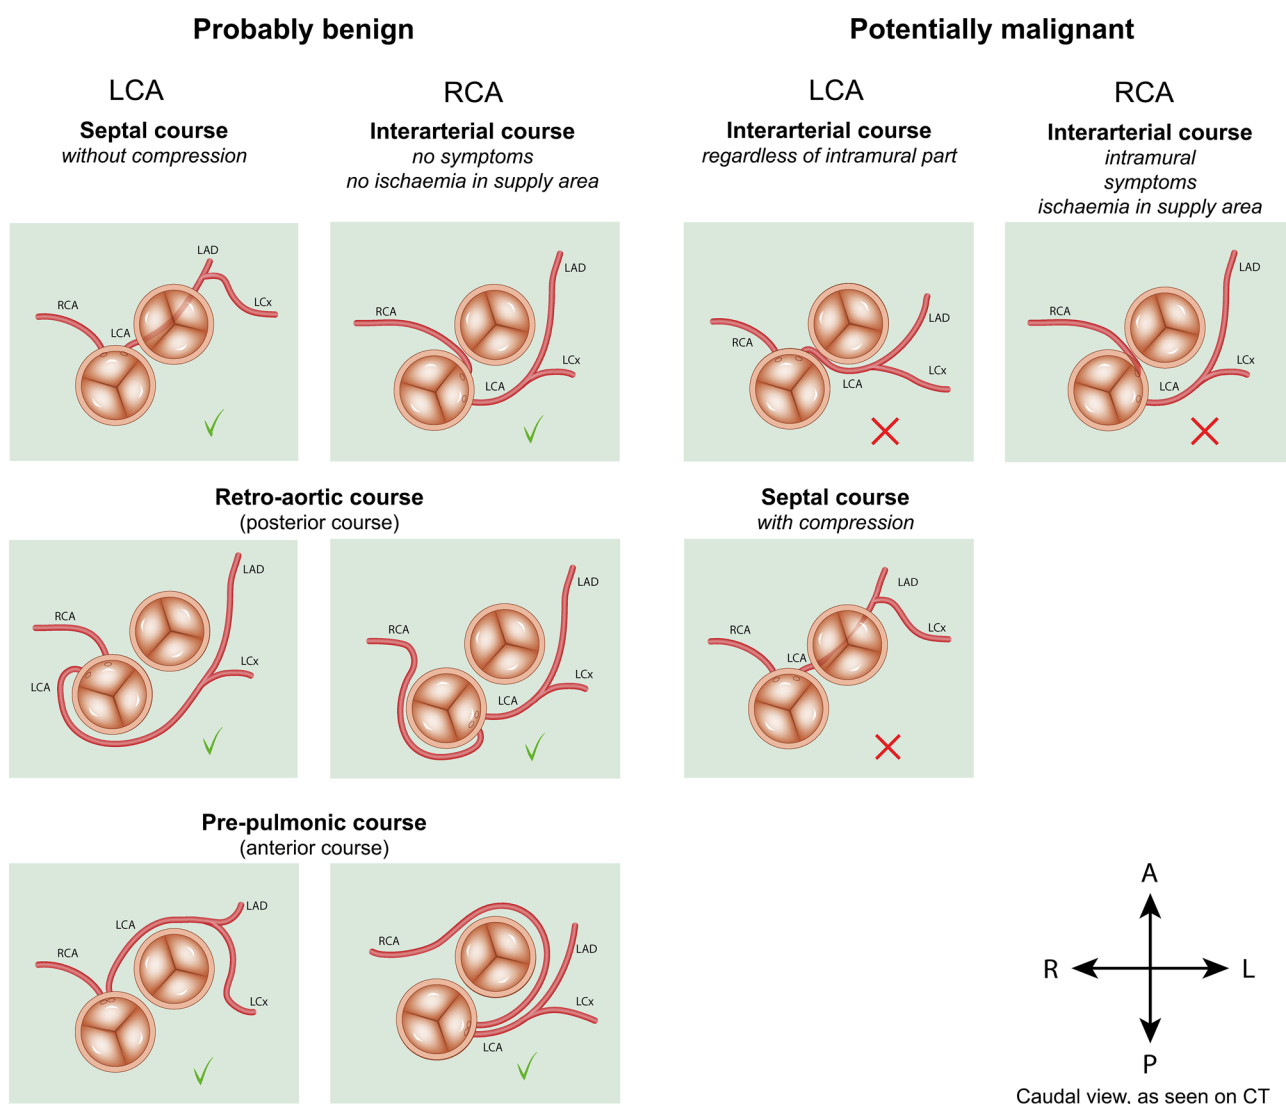 Probably benign
Potentially malignant
LCA
RCA
LCA
RCA
Septal course
without compression
Interarterial course
no symptoms
no ischaemia in supply area
Interarterial course
regardless of intramural part
Interarterial course
intramural
symptoms
ischaemia in supply area
LAD
RCA
LCx
LCA
LAD
RCA
LCx
LCA
LAD
RCA
LCx
LCA
LAD
RCA
LCx
LCA
Retro-aortic course
(posterior course)
Septal course
with compression
LAD
RCA
LCx
LCA
LAD
RCA
LCx
LCA
LAD
RCA
LCx
LCA
Pre-pulmonic course
(anterior course)
LAD
LCA
RCA
LCx
RCA
LAD
LCx
LCA
A
R
L
P
Caudal view, as seen on CT